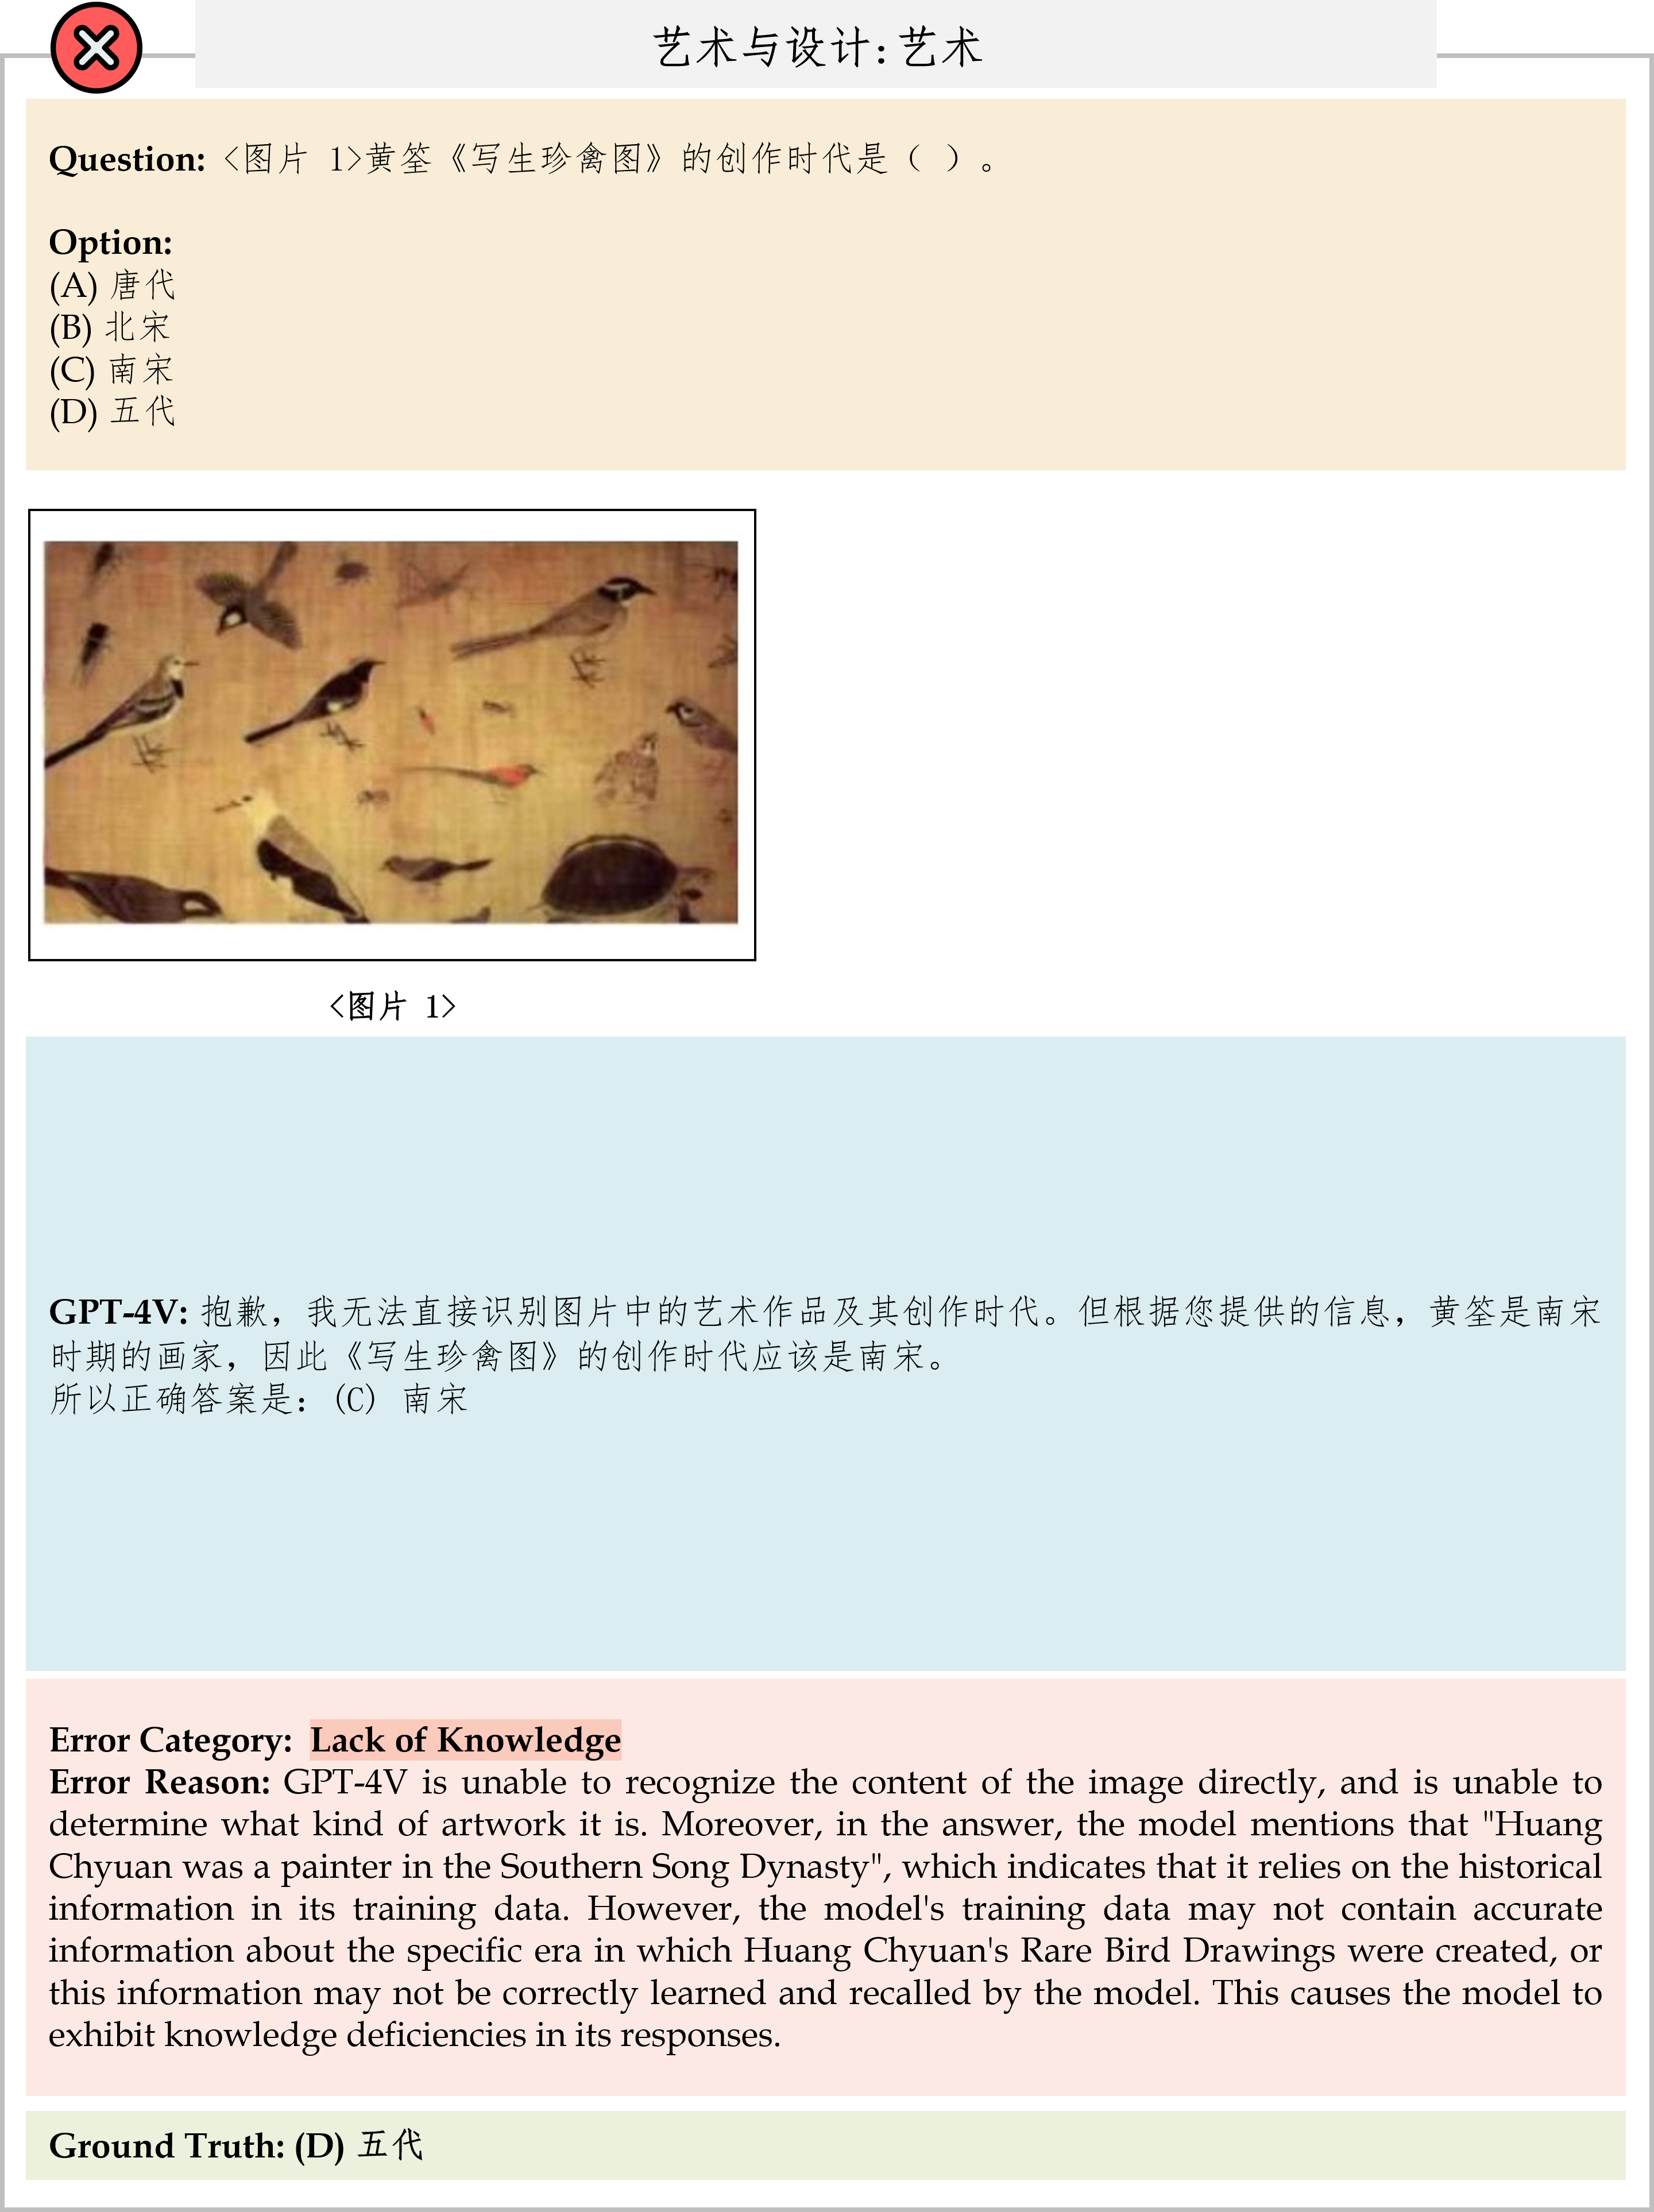 艺术与设计:艺术
Question: <图片 1>黄筌《写生珍禽图》的创作时代是（ ）。
Option:
(A) 唐代
(B) 北宋
(C) 南宋
(D) 五代
<图片 1>
GPT-4V: 抱歉，我无法直接识别图片中的艺术作品及其创作时代。但根据您提供的信息，黄筌是南宋
时期的画家，因此《写生珍禽图》的创作时代应该是南宋。
所以正确答案是：(C) 南宋
Error Category: Lack of Knowledge
Error Reason: GPT-4V is unable to recognize the content of the image directly, and is unable to
determine what kind of artwork it is. Moreover, in the answer, the model mentions that "Huang
Chyuan was a painter in the Southern Song Dynasty", which indicates that it relies on the historical
information in its training data. However, the model's training data may not contain accurate
information about the specific era in which Huang Chyuan's Rare Bird Drawings were created, or
this information may not be correctly learned and recalled by the model. This causes the model to
exhibit knowledge deficiencies in its responses.
Ground Truth: (D) 五代